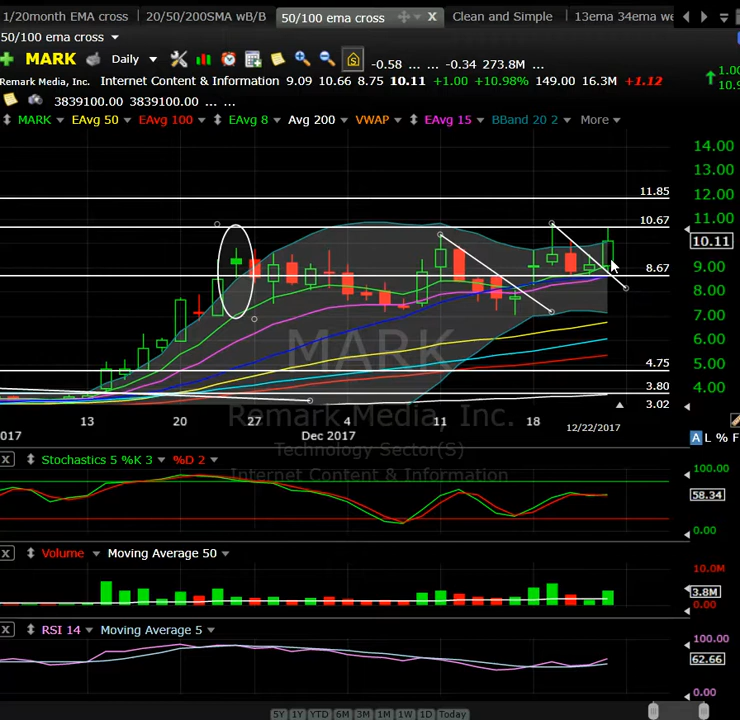 1/20month EMA cross 20/50/200SMA wB/B 50/100 ema cross X Clean and Simple 13ema 34ema we
50/100 ema cross
MARK Daily -0.58 ... ... -0.34 273.8M ...
Remark Media, Inc. Internet Content & Information 9.09 10.66 8.75 10.11 +1.00 +10.98% 149.00 16.3M +1.12
1.00
10.9
3839100.00 3839100.00 ... ...
MARK EAvg 50 EAvg 100 EAvg 8 Avg 200 VWAP EAvg 15 BBand 20 2 More
14.00
13.00
12.00
11.85
11.00
10.67
10.11
9.00
8.67
8.00
7.00
6.00
5.00
4.75
4.00
3.80
3.02
MARK
Remark Media, Inc.
Technology Sector(S)
Internet Content & Information
13 20 27 4 11 18 12/22/2017
2017 Dec 2017
A L % F
X Stochastics 5 %K 3 %D 2
100.00
58.34
0.00
X Volume Moving Average 50
10.0M
3.8M
0.00
X RSI 14 Moving Average 5
100.00
62.66
0.00
5Y 1Y YTD 6M 3M 1M 1W 1D Today